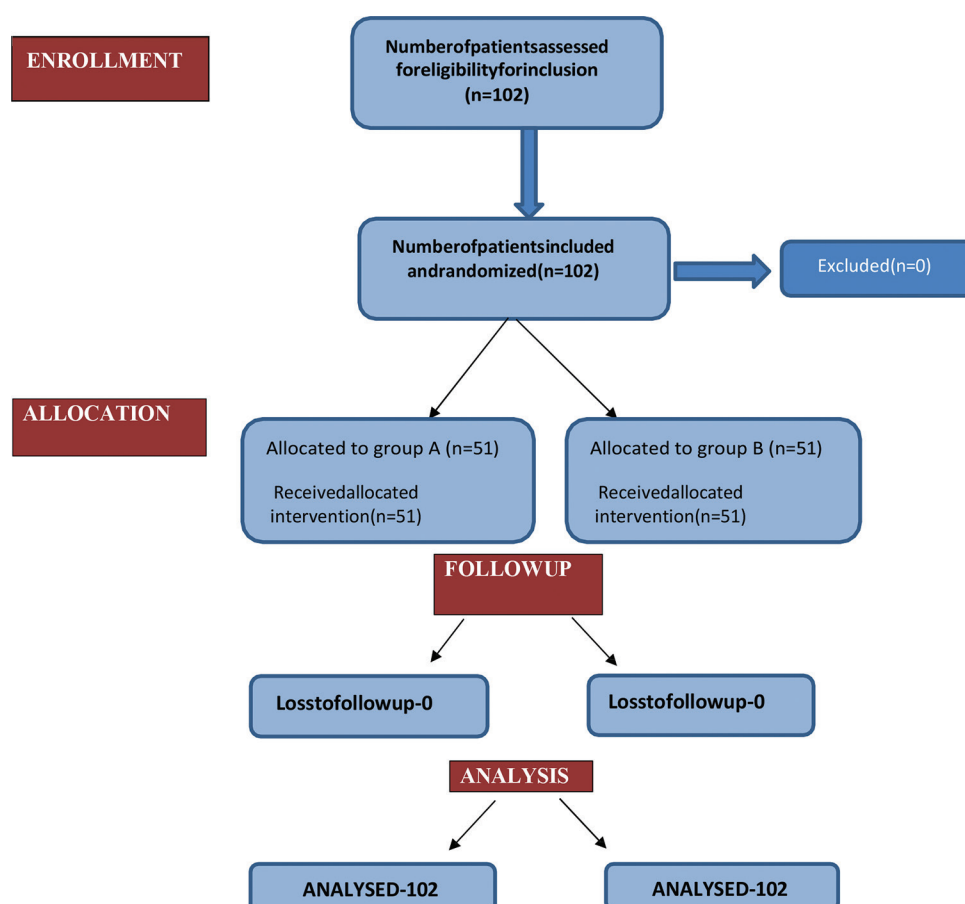 ENROLLMENT
Numberofpatientsassessed
foreligibilityforinclusion
(n=102)
Numberofpatientsincluded
andrandomized(n=102)
Excluded(n=0)
ALLOCATION
Allocated to group A (n=51)
Receivedallocated
intervention(n=51)
Allocated to group B (n=51)
Receivedallocated
intervention(n=51)
FOLLOWUP
Losstofollowup-0
Losstofollowup-0
ANALYSIS
ANALYSED-102
ANALYSED-102